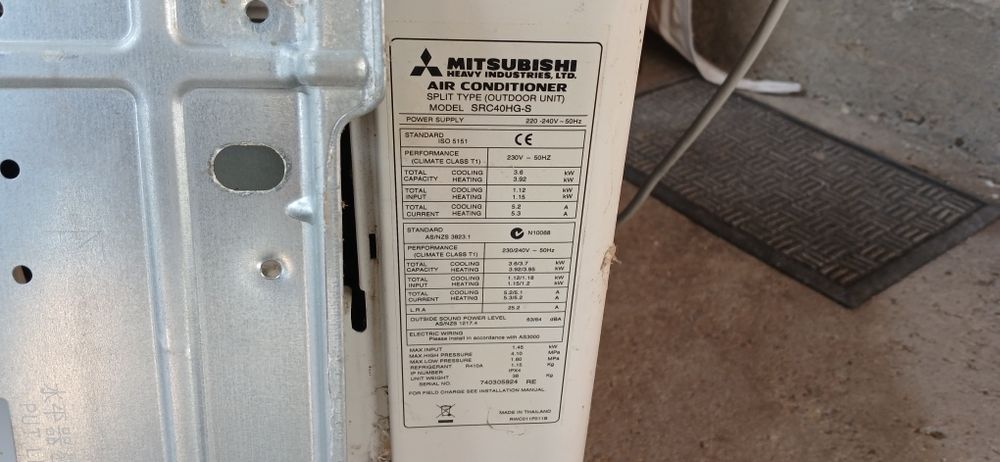 MITSUBISHI
HEAVY INDUSTRIES, LTD.
AIR CONDITIONER
SPLIT TYPE (OUTDOOR UNIT)
MODEL SRC40HG-S
POWER SUPPLY 220-240V~50Hz
STANDARD
ISO 5151 CE
PERFORMANCE
(CLIMATE CLASS T1) 230V ~ 50HZ
TOTAL COOLING 3.6 kW
CAPACITY HEATING 3.92 kW
TOTAL COOLING 1.12 kW
INPUT HEATING 1.15 kW
TOTAL COOLING 5.2 A
CURRENT HEATING 5.3 A
STANDARD
AS/NZS 3823.1 N10088
PERFORMANCE
(CLIMATE CLASS T1) 230/240V ~ 50Hz
TOTAL COOLING 3.6/3.7 kW
CAPACITY HEATING 3.92/3.95 kW
TOTAL COOLING 1.12/1.16 kW
INPUT HEATING 1.15/1.2 kW
TOTAL COOLING 5.2/5.1 A
CURRENT HEATING 5.3/5.2 A
L.R.A 25.2 A
OUTSIDE SOUND POWER LEVEL 63/64 dBA
AS/NZS 1217.4
ELECTRIC WIRING
Please install in accordance with AS3000
MAX.INPUT 1.45 kW
MAX.HIGH PRESSURE 4.10 MPa
MAX.LOW PRESSURE 1.60 MPa
REFRIGERANT R410A 1.15 Kg
IP NUMBER IPX4
UNIT WEIGHT 38 Kg
SERIAL NO. 740305824 RE
FOR FIELD CHARGE SEE INSTALLATION MANUAL.
MADE IN THAILAND
PUT